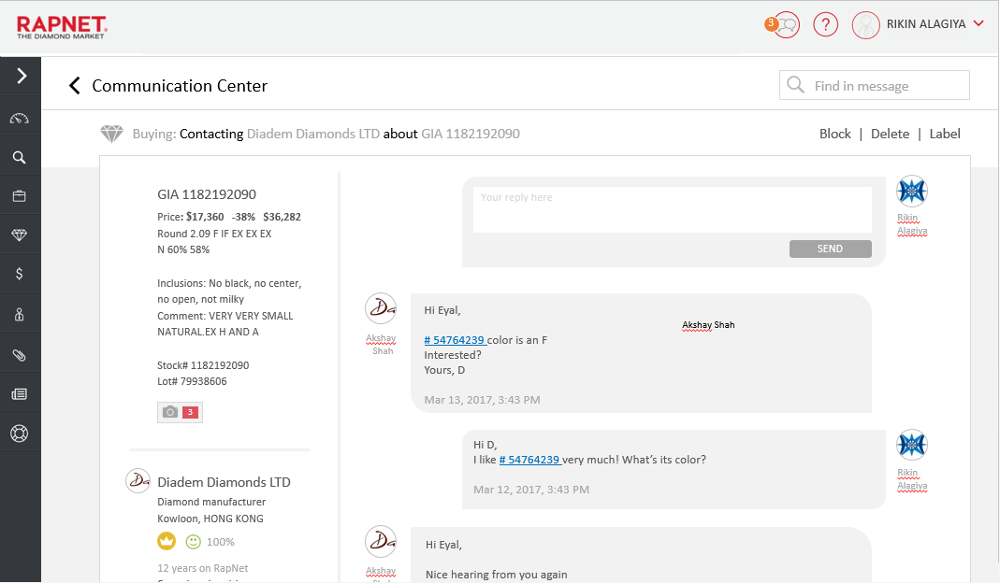 RAPNET
THE DIAMOND MARKET
3
?
RIKIN ALAGIYA
Communication Center
Find in message
Buying: Contacting Diadem Diamonds LTD about GIA 1182192090
Block | Delete | Label
GIA 1182192090
Price: $17,360 -38% $36,282
Round 2.09 F IF EX EX EX
N 60% 58%
Inclusions: No black, no center,
no open, not milky
Comment: VERY VERY SMALL
NATURAL.EX H AND A
Stock# 1182192090
Lot# 79938606
3
Diadem Diamonds LTD
Diamond manufacturer
Kowloon, HONG KONG
100%
12 years on RapNet
Your reply here
SEND
Rikin
Alagiya
Akshay
Shah
Hi Eyal,
Akshay Shah
# 54764239 color is an F
Interested?
Yours, D
Mar 13, 2017, 3:43 PM
Hi D,
I like # 54764239 very much! What's its color?
Mar 12, 2017, 3:43 PM
Rikin
Alagiya
Akshay
Hi Eyal,
Nice hearing from you again